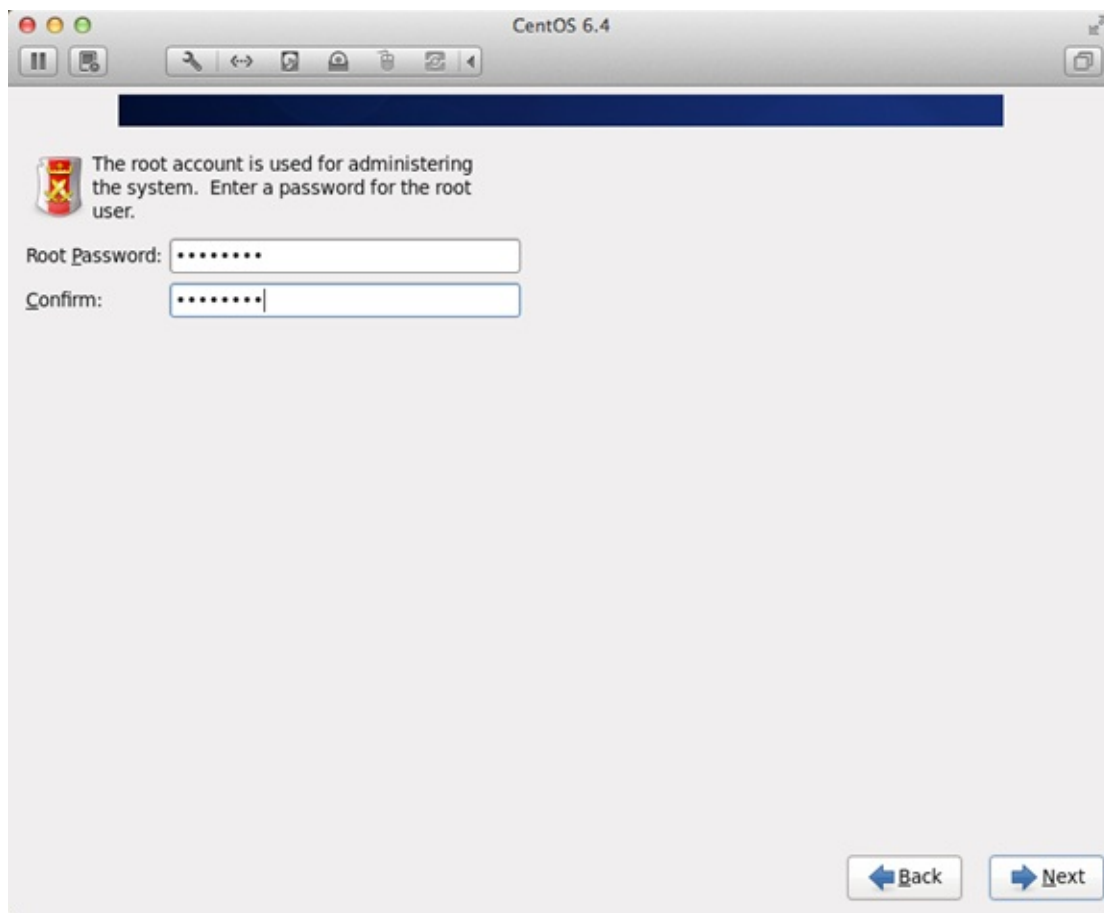 CentOS 6.4
The root account is used for administering
the system.  Enter a password for the root
user.
Root Password: ••••••••
Confirm: ••••••••
Back Next